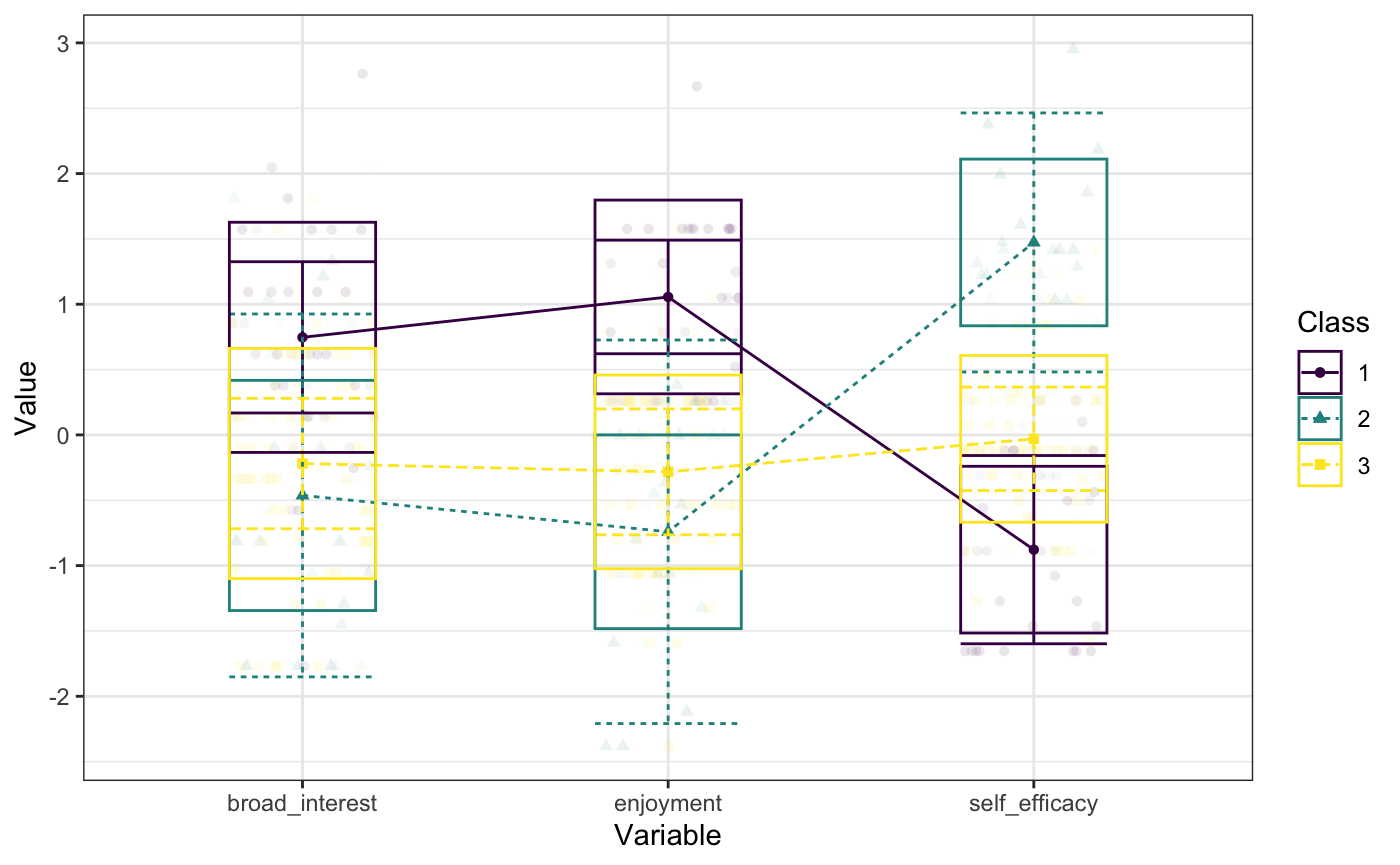 3
2
1
0
-1
-2
Value
broad_interest
enjoyment
self_efficacy
Variable
Class
1
2
3